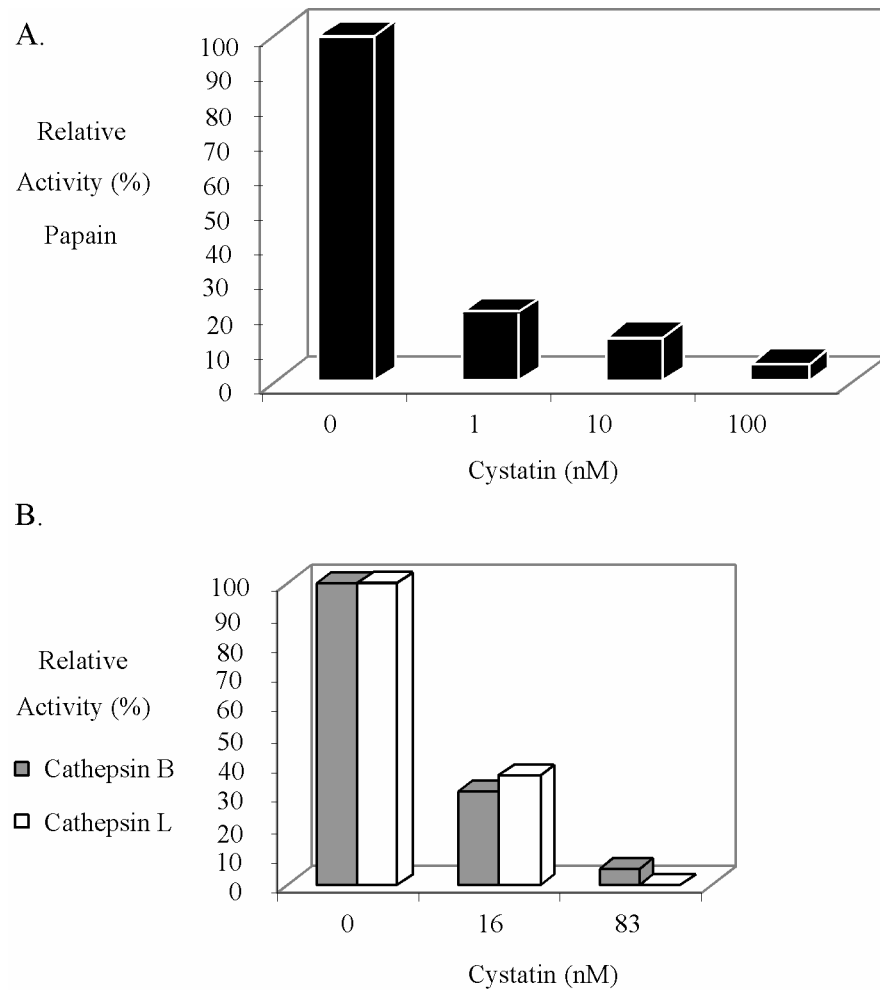 A.
Relative
Activity (%)
Papain
100
90
80
70
60
50
40
30
20
10
0
0 1 10 100
Cystatin (nM)
B.
Relative
Activity (%)
Cathepsin B
Cathepsin L
100
90
80
70
60
50
40
30
20
10
0
0 16 83
Cystatin (nM)